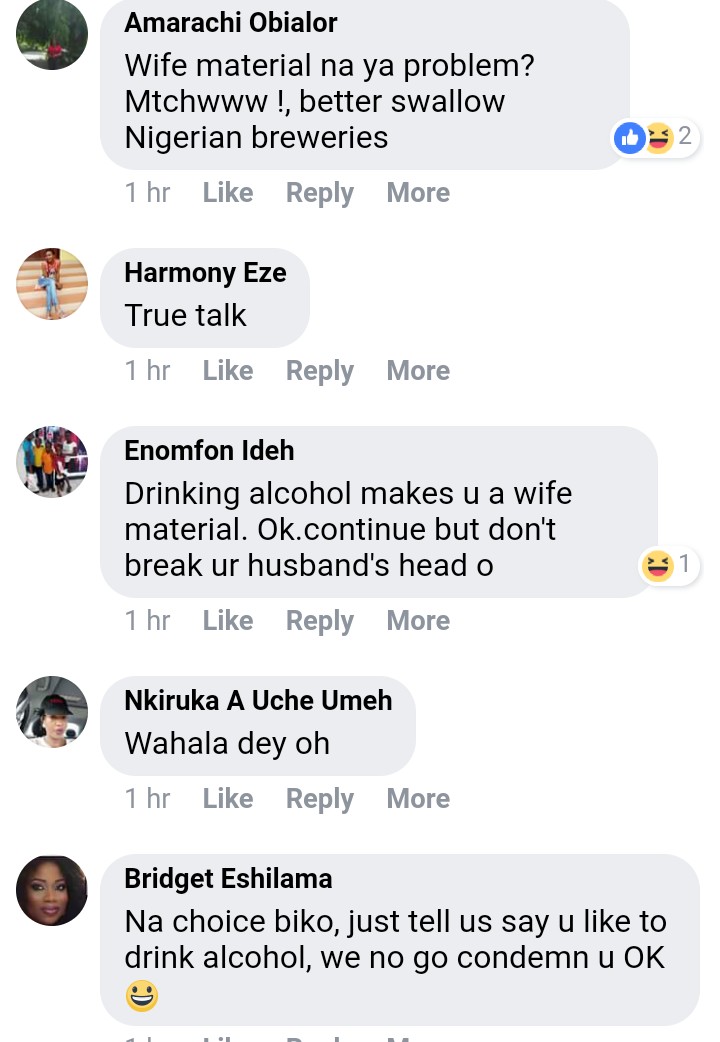 Amarachi Obialor
Wife material na ya problem?
Mtchwww !, better swallow
Nigerian breweries
2
1 hr Like Reply More
Harmony Eze
True talk
1 hr Like Reply More
Enomfon Ideh
Drinking alcohol makes u a wife
material. Ok.continue but don't
break ur husband's head o
1
1 hr Like Reply More
Nkiruka A Uche Umeh
Wahala dey oh
1 hr Like Reply More
Bridget Eshilama
Na choice biko, just tell us say u like to
drink alcohol, we no go condemn u OK
😀